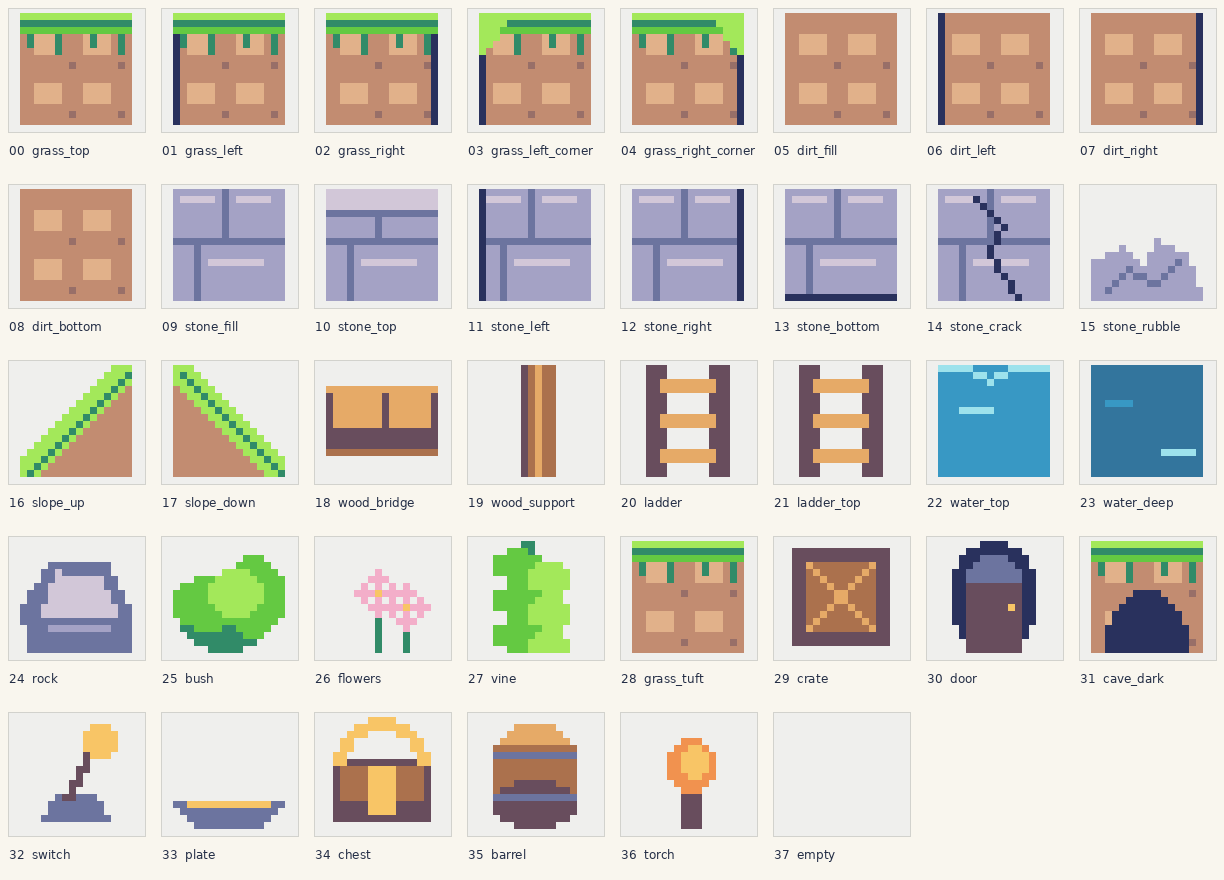 00 grass_top 01 grass_left 02 grass_right 03 grass_left_corner 04 grass_right_corner 05 dirt_fill 06 dirt_left 07 dirt_right
08 dirt_bottom 09 stone_fill 10 stone_top 11 stone_left 12 stone_right 13 stone_bottom 14 stone_crack 15 stone_rubble
16 slope_up 17 slope_down 18 wood_bridge 19 wood_support 20 ladder 21 ladder_top 22 water_top 23 water_deep
24 rock 25 bush 26 flowers 27 vine 28 grass_tuft 29 crate 30 door 31 cave_dark
32 switch 33 plate 34 chest 35 barrel 36 torch 37 empty